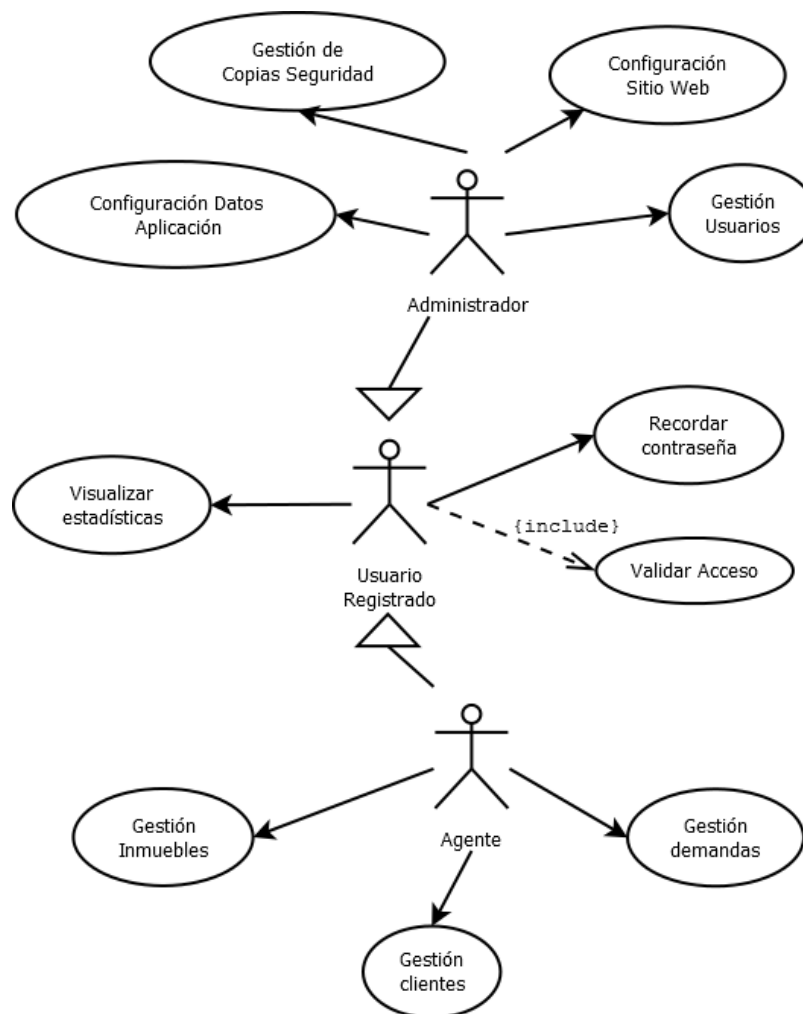 Gestión de
Copias Seguridad
Configuración
Sitio Web
Configuración Datos
Aplicación
Gestión
Usuarios
Administrador
Recordar
contraseña
Visualizar
estadísticas
{include}
Validar Acceso
Usuario
Registrado
Gestión
Inmuebles
Agente
Gestión
demandas
Gestión
clientes